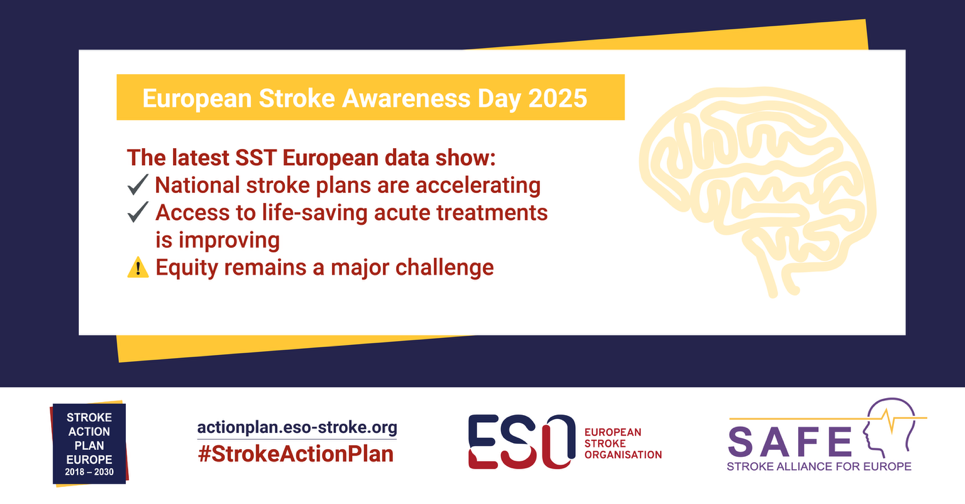 European Stroke Awareness Day 2025
The latest SST European data show:
National stroke plans are accelerating
Access to life-saving acute treatments
is improving
Equity remains a major challenge
STROKE
ACTION
PLAN
EUROPE
2018 – 2030
actionplan.eso-stroke.org
#StrokeActionPlan
ESO
EUROPEAN
STROKE
ORGANISATION
SAFE
STROKE ALLIANCE FOR EUROPE